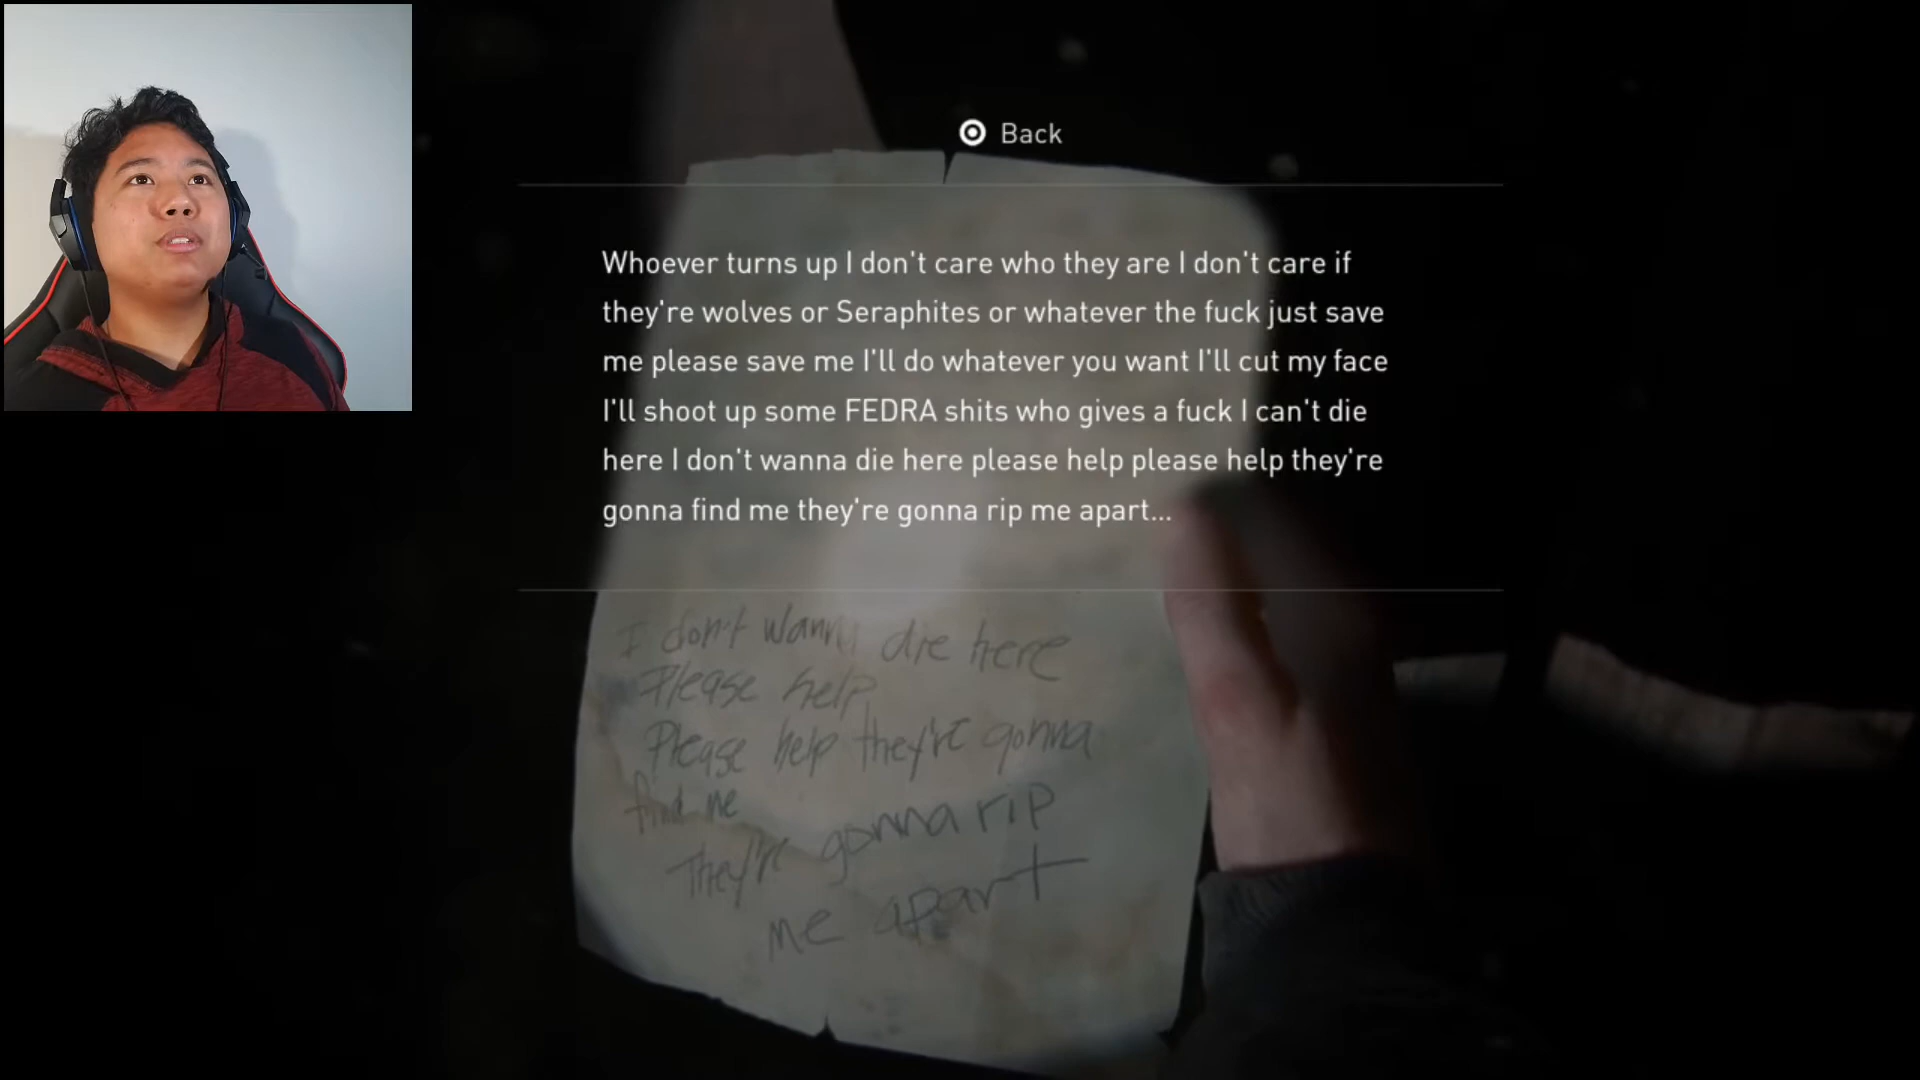 Back
Whoever turns up I don't care who they are I don't care if
they're wolves or Seraphites or whatever the fuck just save
me please save me I'll do whatever you want I'll cut my face
I'll shoot up some FEDRA shits who gives a fuck I can't die
here I don't wanna die here please help please help they're
gonna find me they're gonna rip me apart...
I don't wanna die here
Please help
Please help they're gonna
find me
They're gonna rip
me apart